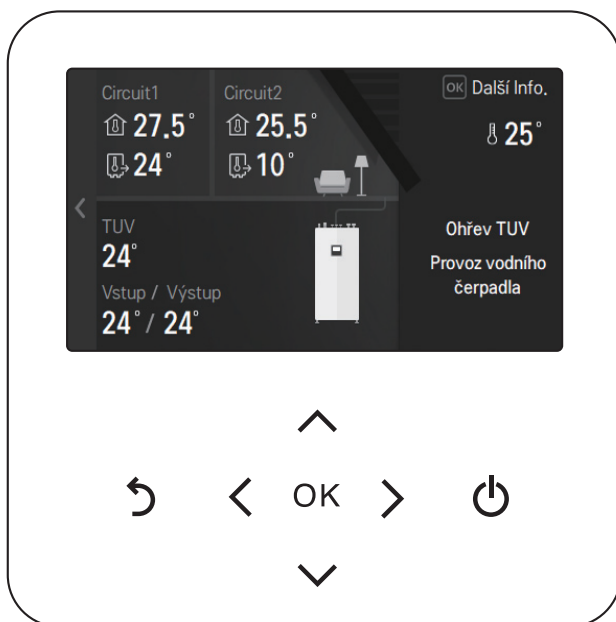 Circuit1
27.5°
24°
Circuit2
25.5°
10°
OK Další Info.
25°
TUV
24°
Vstup / Výstup
24° / 24°
Ohřev TUV
Provoz vodního
čerpadla
OK